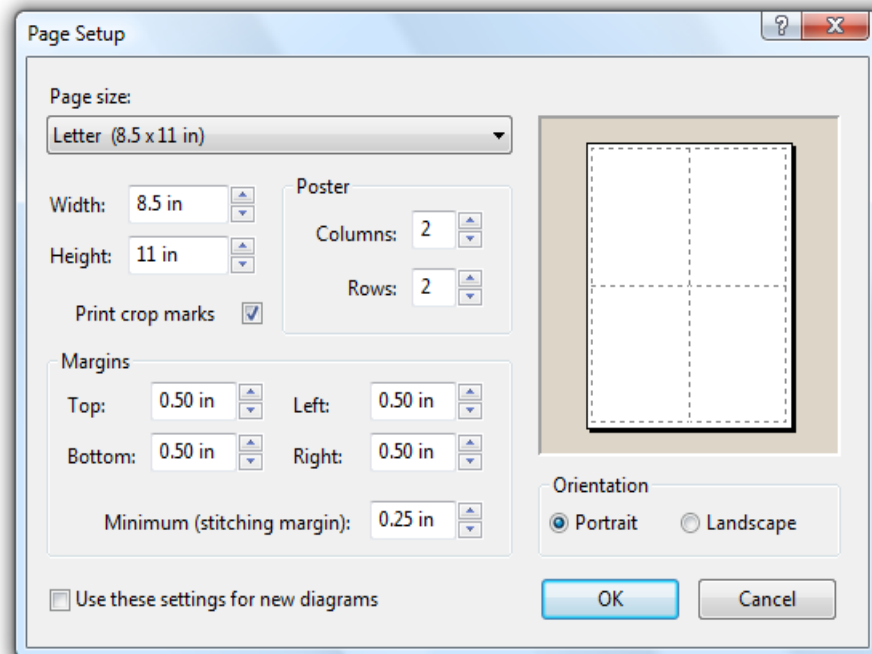 Page Setup
?
X
Page size:
Letter (8.5 x 11 in)
Width: 8.5 in
Height: 11 in
Print crop marks
Poster
Columns: 2
Rows: 2
Margins
Top: 0.50 in Left: 0.50 in
Bottom: 0.50 in Right: 0.50 in
Minimum (stitching margin): 0.25 in
Orientation
Portrait Landscape
Use these settings for new diagrams
OK Cancel